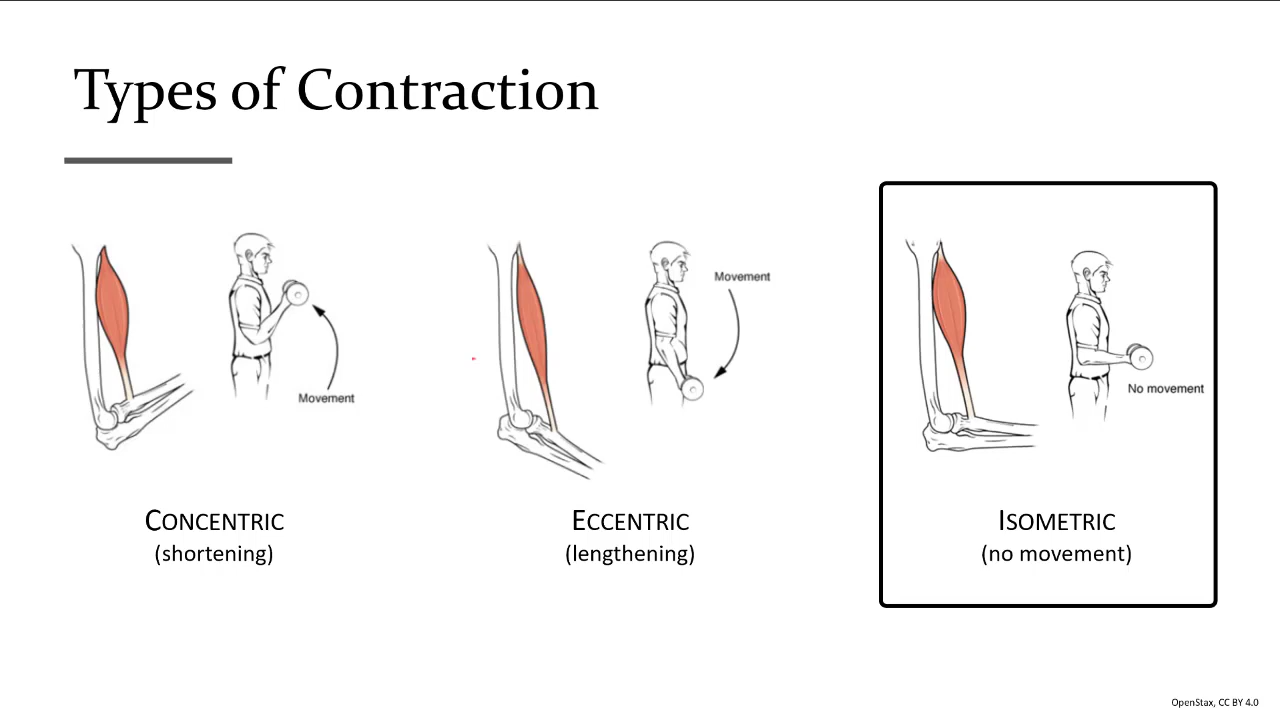 Types of Contraction
Movement
Movement
No movement
CONCENTRIC
(shortening)
ECCENTRIC
(lengthening)
ISOMETRIC
(no movement)
OpenStax, CC BY 4.0